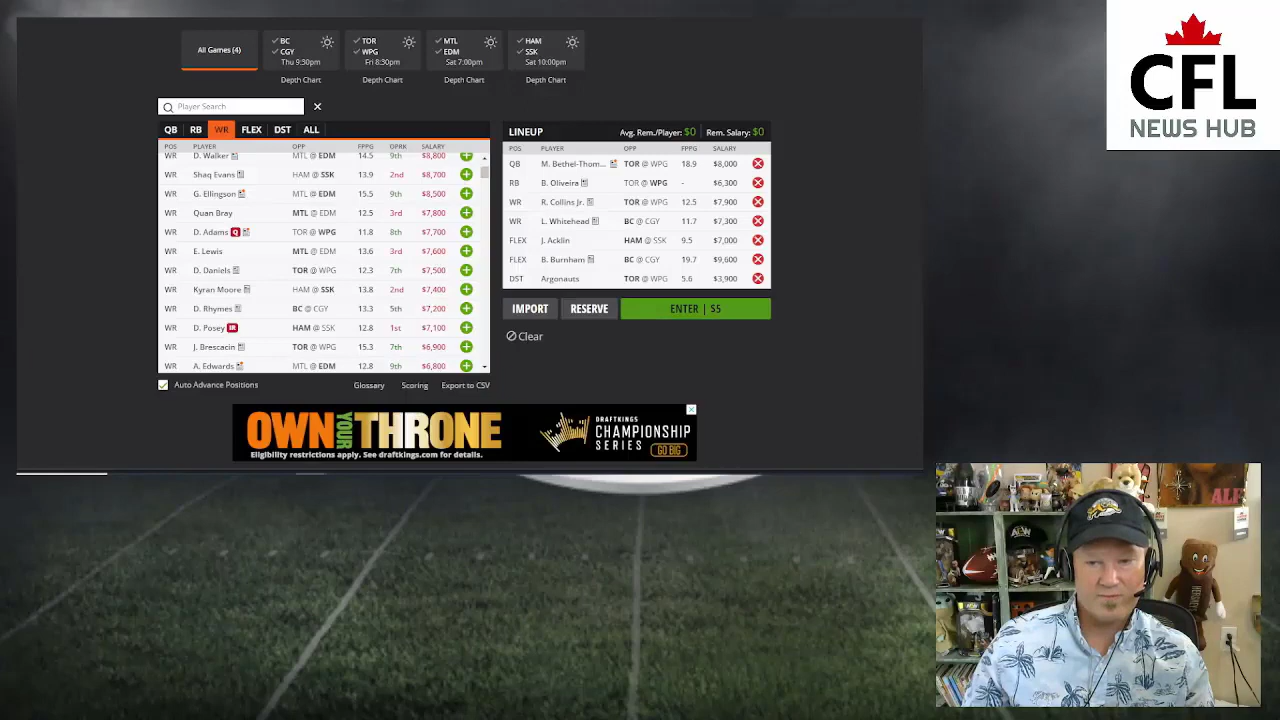 All Games (4)
BC
CGY
Thu 9:30pm
TOR
WPG
Fri 8:30pm
MTL
EDM
Sat 7:00pm
HAM
SSK
Sat 10:00pm
Depth Chart
Depth Chart
Depth Chart
Depth Chart
CFL
NEWS HUB
Player Search
QB RB WR FLEX DST ALL
POS PLAYER OPP FPPG OPRK SALARY
WR D. Walker MTL @ EDM 14.5 9th $8,800
WR Shaq Evans HAM @ SSK 13.9 2nd $8,700
WR G. Ellingson MTL @ EDM 15.5 9th $8,500
WR Quan Bray MTL @ EDM 12.5 3rd $7,800
WR D. Adams Q TOR @ WPG 11.8 8th $7,700
WR E. Lewis MTL @ EDM 13.6 3rd $7,600
WR D. Daniels TOR @ WPG 12.3 7th $7,500
WR Kyran Moore HAM @ SSK 13.8 2nd $7,400
WR D. Rhymes BC @ CGY 13.3 5th $7,200
WR D. Posey IR HAM @ SSK 12.8 1st $7,100
WR J. Brescacin TOR @ WPG 15.3 7th $6,900
WR A. Edwards MTL @ EDM 12.8 9th $6,800
Auto Advance Positions Glossary Scoring Export to CSV
LINEUP Avg. Rem./Player: $0 Rem. Salary: $0
POS PLAYER OPP FPPG SALARY
QB M. Bethel-Thom... TOR @ WPG 18.9 $8,000
RB B. Oliveira TOR @ WPG - $6,300
WR R. Collins Jr. TOR @ WPG 12.5 $7,900
WR L. Whitehead BC @ CGY 11.7 $7,300
FLEX J. Acklin HAM @ SSK 9.5 $7,000
FLEX B. Burnham BC @ CGY 19.7 $9,600
DST Argonauts TOR @ WPG 5.6 $3,900
IMPORT RESERVE ENTER | $5
Clear
OWN YOUR THRONE
Eligibility restrictions apply. See draftkings.com for details.
DRAFTKINGS
CHAMPIONSHIP
SERIES GO BIG
ALF
HERSHEY'S